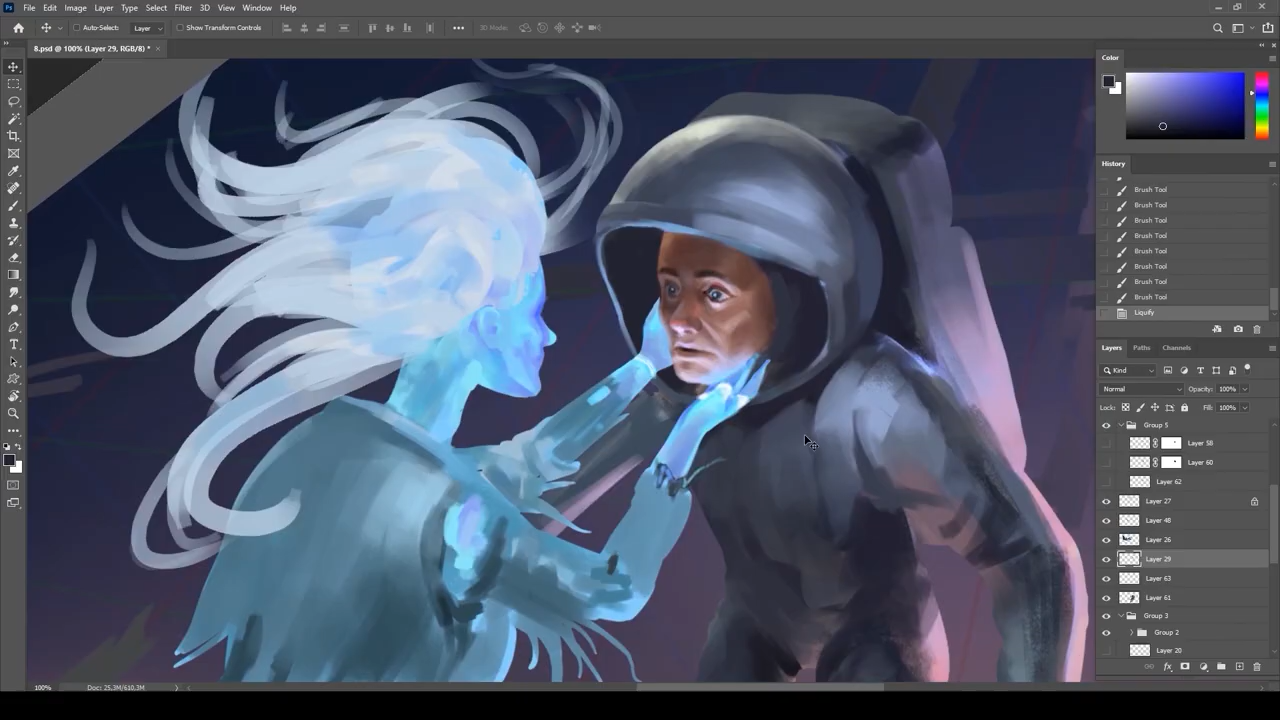 Ps File Edit Image Layer Type Select Filter 3D View Window Help
Auto-Select: Layer Show Transform Controls 3D Mode:
8.psd @ 100% (Layer 29, RGB/8) *
Color
History
Brush Tool
Brush Tool
Brush Tool
Brush Tool
Brush Tool
Brush Tool
Brush Tool
Brush Tool
Liquify
Layers Paths Channels
Kind
Normal Opacity: 100%
Lock: Fill: 100%
Group 5
Layer 58
Layer 60
Layer 62
Layer 27
Layer 48
Layer 26
Layer 29
Layer 63
Layer 61
Group 3
Group 2
Layer 20
100% Doc: 25,3M/610,3M